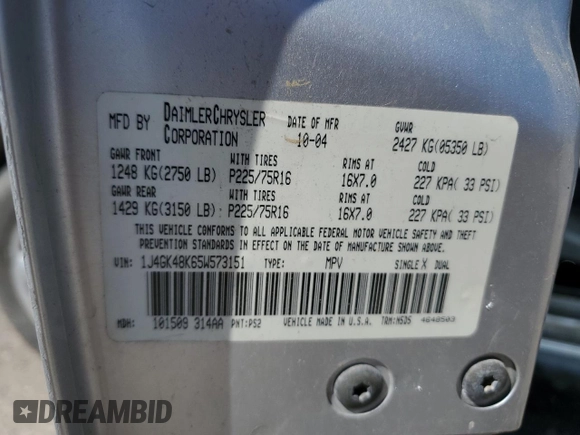 MFD BY DAIMLERCHRYSLER CORPORATION DATE OF MFR 10-04 GVWR 2427 KG(05350 LB)
GAWR FRONT WITH TIRES RIMS AT COLD
1248 KG(2750 LB) P225/75R16 16X7.0 227 KPA( 33 PSI)
GAWR REAR WITH TIRES RIMS AT COLD
1429 KG(3150 LB): P225/75R16 16X7.0 227 KPA( 33 PSI)
THIS VEHICLE CONFORMS TO ALL APPLICABLE FEDERAL MOTOR VEHICLE SAFETY AND THEFT
PREVENTION STANDARDS IN EFFECT ON THE DATE OF MANUFACTURE SHOWN ABOVE.
VIN: 1J4GK48K65W573151 TYPE: MPV SINGLE X DUAL
MDH: 101509 314AA PNT:PS2 VEHICLE MADE IN U.S.A. TRM:H5D5 4648503
DREAMBID